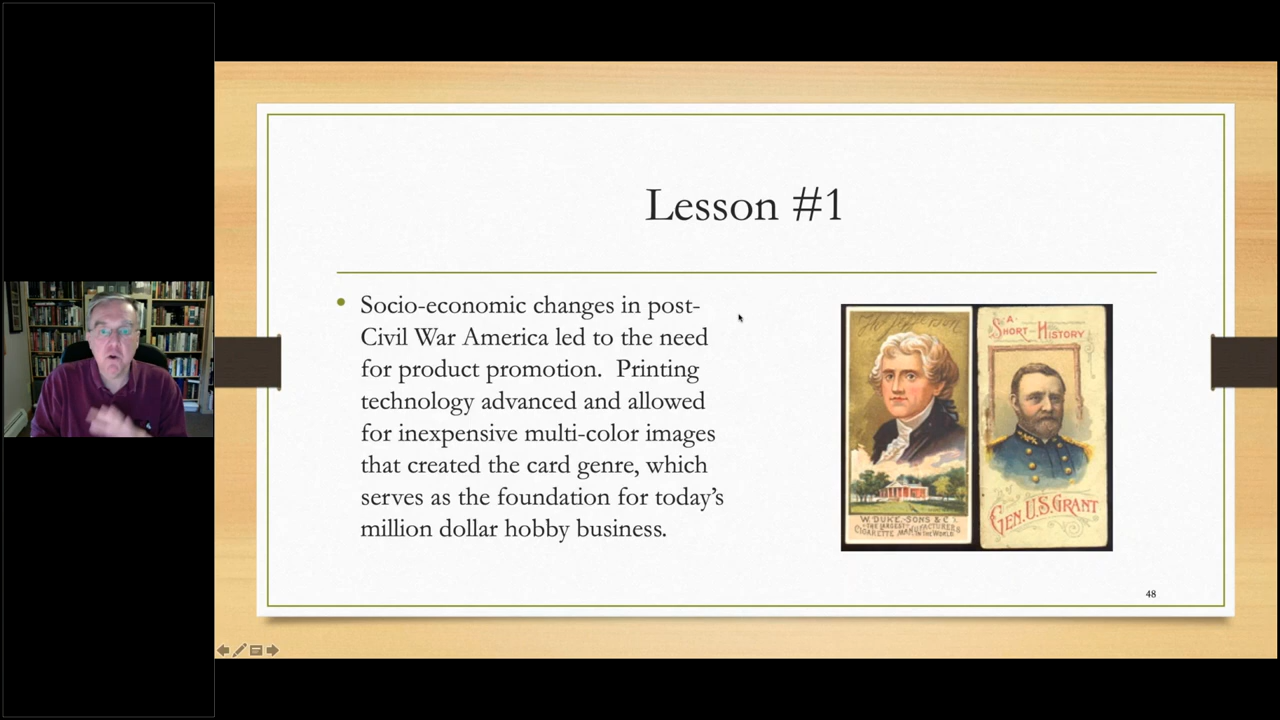 Lesson #1
• Socio-economic changes in post-
Civil War America led to the need
for product promotion.  Printing
technology advanced and allowed
for inexpensive multi-color images
that created the card genre, which
serves as the foundation for today’s
million dollar hobby business.
W. DUKE, SONS & CO.
THE LARGEST MANUFACTURERS
CIGARETTE IN THE WORLD.
A
SHORT HISTORY
GEN. U.S. GRANT
48